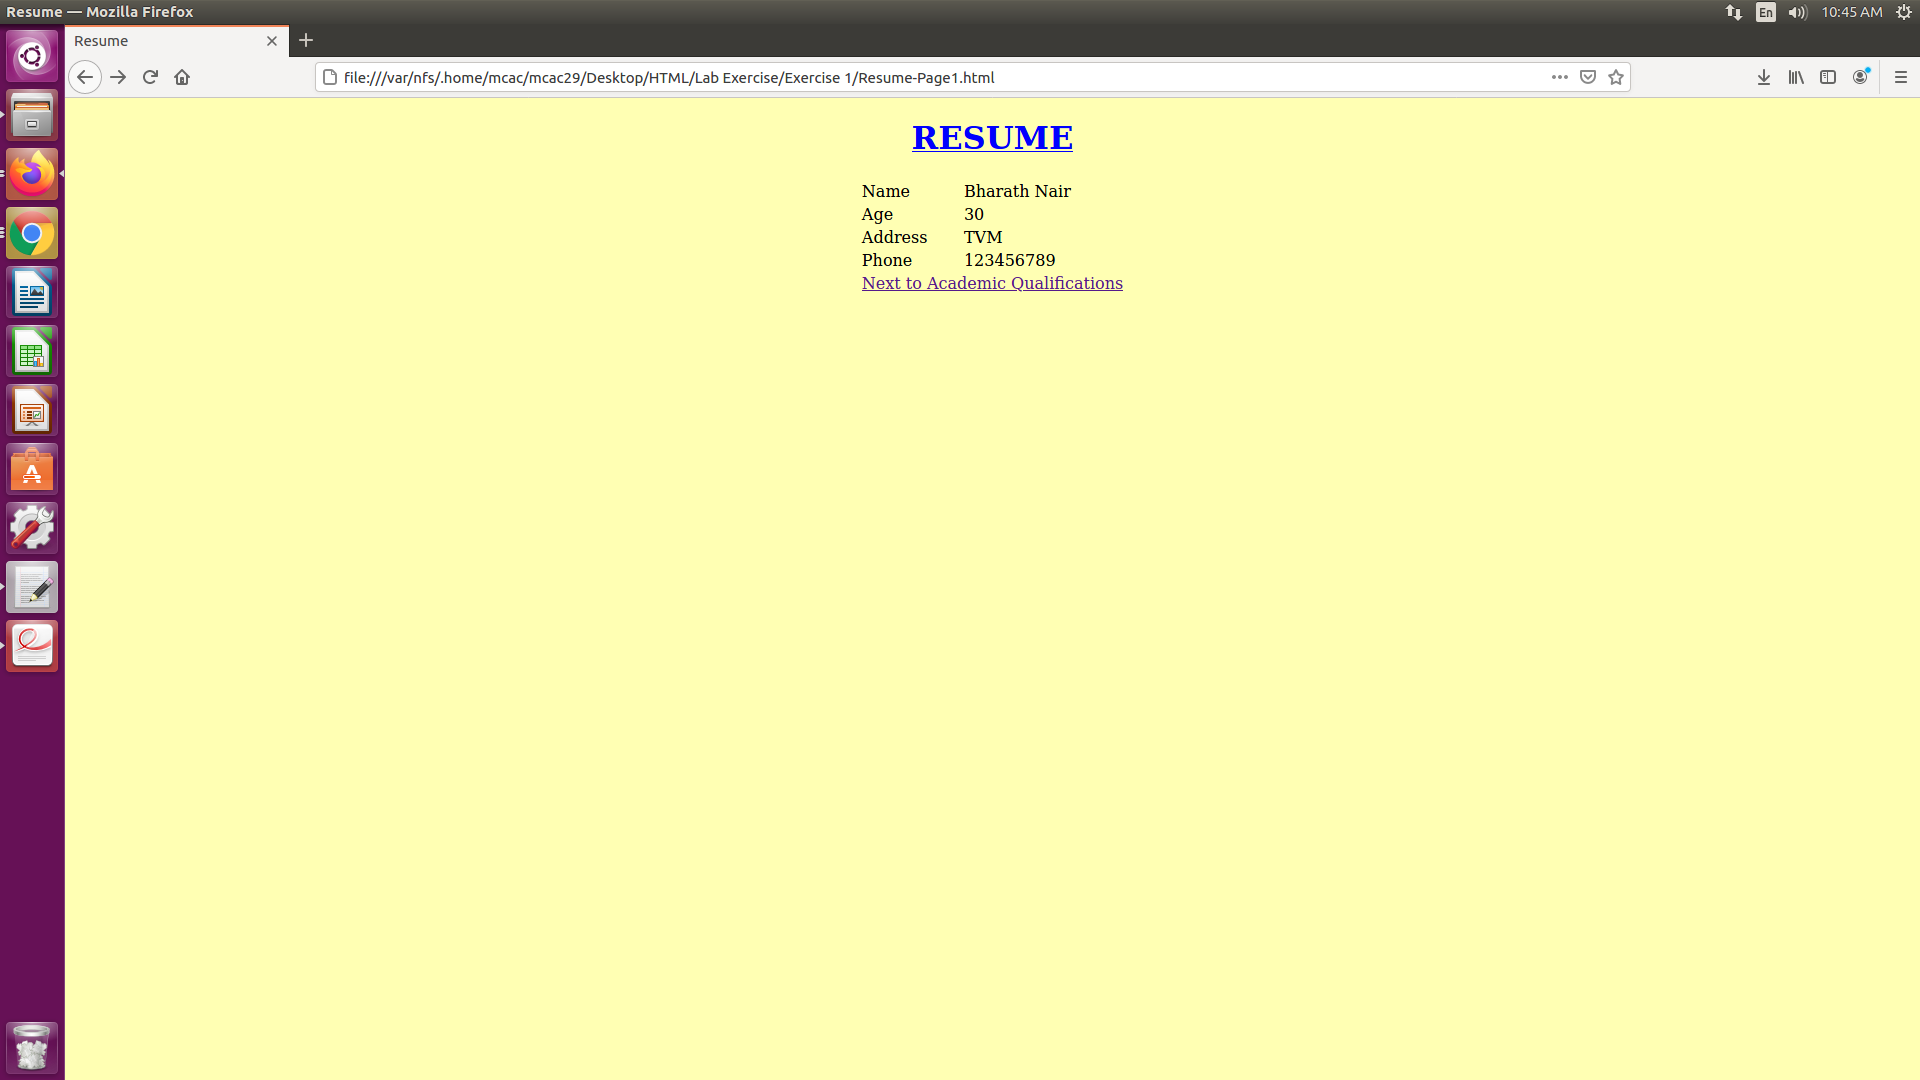 Resume — Mozilla Firefox
En
10:45 AM
Resume
file:///var/nfs/.home/mcac/mcac29/Desktop/HTML/Lab Exercise/Exercise 1/Resume-Page1.html
RESUME
Name Bharath Nair
Age 30
Address TVM
Phone 123456789
Next to Academic Qualifications